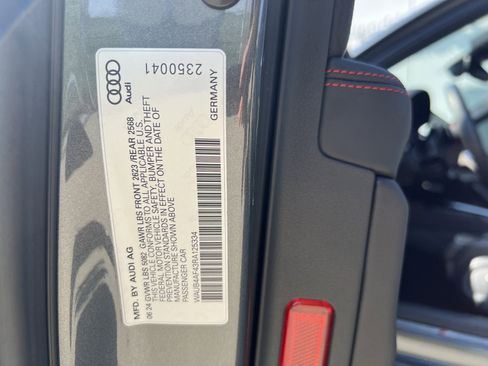 MFD. BY AUDI AG
06 24 GVWR LBS 5082 GAWR LBS FRONT 2623 /REAR 2568
THIS VEHICLE CONFORMS TO ALL APPLICABLE U.S.
FEDERAL MOTOR VEHICLE SAFETY, BUMPER AND THEFT
PREVENTION STANDARDS IN EFFECT ON THE DATE OF
MANUFACTURE SHOWN ABOVE
PASSENGER CAR
WAUB4AF43RA125334
GERMANY
Audi
2350041